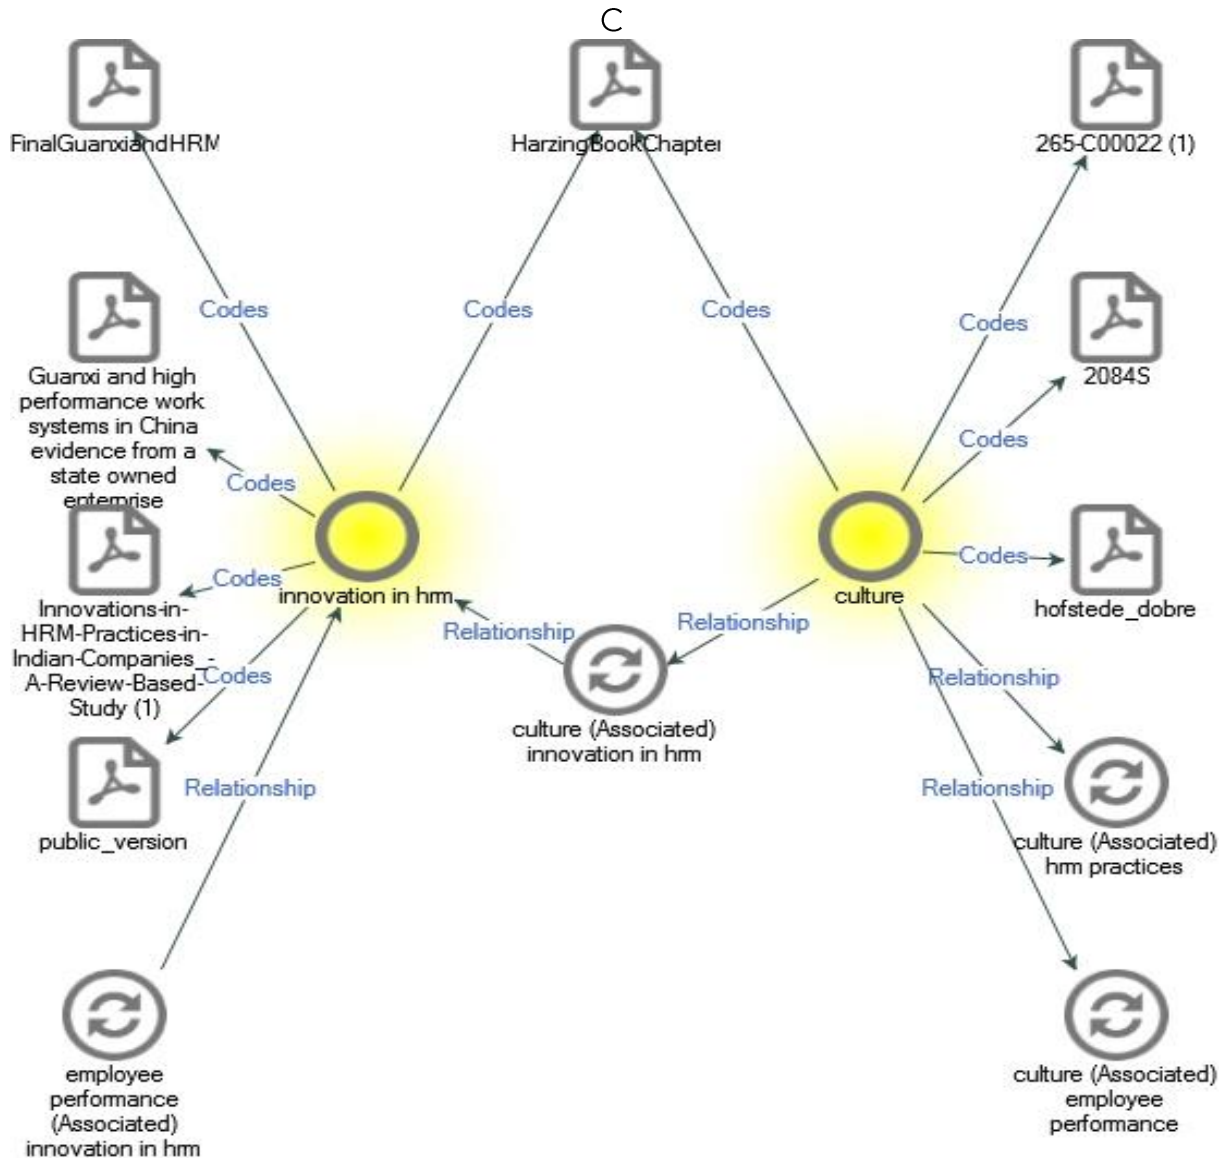 C
FinalGuanxiandHRM
HarzingBookChapter
265-C00022 (1)
Codes
Codes
Codes
Codes
Guanxi and high
performance work
systems in China
evidence from a
state owned
enterprise
2084S
Codes
Codes
Codes
Codes
hofstede_dobre
Innovations-in-
HRM-Practices-in-
Indian-Companies_-
A-Review-Based-
Study (1)
innovation in hrm
culture
Relationship
Relationship
Codes
Relationship
culture (Associated)
innovation in hrm
public_version
Relationship
Relationship
culture (Associated)
hrm practices
employee
performance
(Associated)
innovation in hrm
culture (Associated)
employee
performance